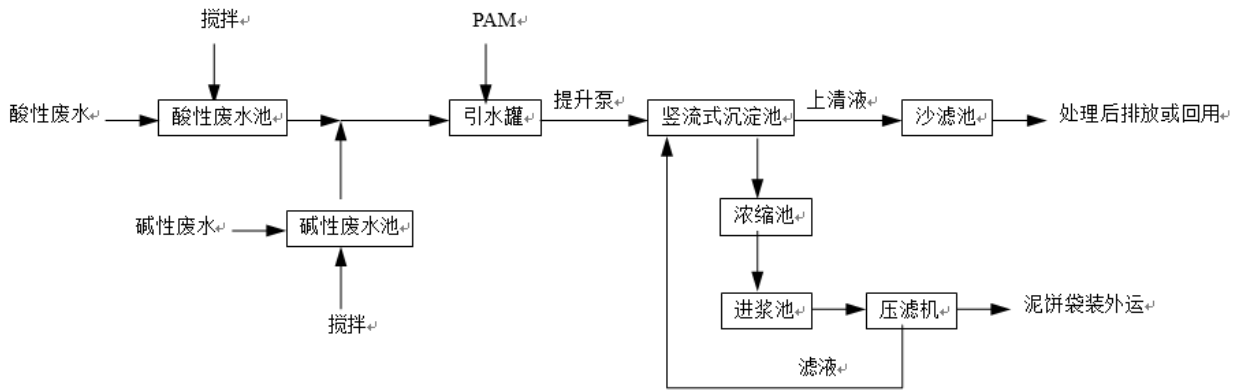 搅拌
PAM
酸性废水
酸性废水池
引水罐
提升泵
竖流式沉淀池
上清液
沙滤池
处理后排放或回用
碱性废水
碱性废水池
浓缩池
搅拌
进浆池
压滤机
泥饼袋装外运
滤液